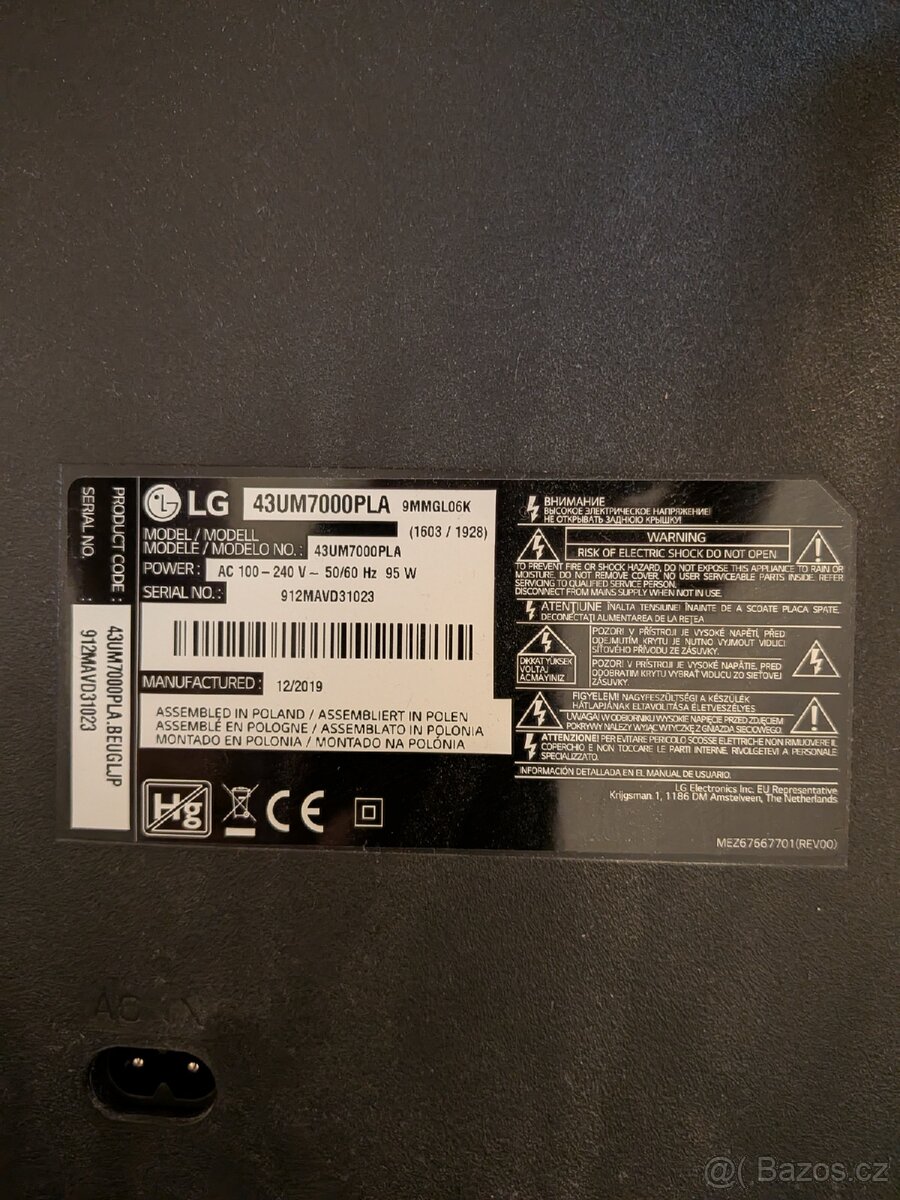 PRODUCT CODE : 43UM7000PLA.BEUGLJP
SERIAL NO. 912MAVD31023
LG 43UM7000PLA 9MMGL06K
(1603 / 1928)
MODEL / MODELL
MODÈLE / MODELO NO. : 43UM7000PLA
POWER : AC 100 – 240 V ~ 50/60 Hz 95 W
SERIAL NO. : 912MAVD31023
MANUFACTURED : 12/2019
ASSEMBLED IN POLAND / ASSEMBLIERT IN POLEN
ASSEMBLÉ EN POLOGNE / ASSEMBLATO IN POLONIA
MONTADO EN POLONIA / MONTADO NA POLÓNIA
Hg CE
ВНИМАНИЕ
ВЫСОКОЕ ЭЛЕКТРИЧЕСКОЕ НАПРЯЖЕНИЕ!
НЕ ОТКРЫВАТЬ ЗАДНЮЮ КРЫШКУ!
WARNING
RISK OF ELECTRIC SHOCK DO NOT OPEN
TO PREVENT FIRE OR SHOCK HAZARD, DO NOT EXPOSE THIS APPLIANCE TO RAIN OR
MOISTURE. DO NOT REMOVE COVER. NO USER SERVICEABLE PARTS INSIDE. REFER
SERVICING TO QUALIFIED SERVICE PERSON.
DISCONNECT FROM MAINS SUPPLY WHEN NOT IN USE.
ATENŢIUNE ÎNALTA TENSIUNE! ÎNAINTE DE A SCOATE PLACA SPATE,
DECONECTAŢI ALIMENTAREA DE LA REŢEA
DIKKAT YÜKSEK
VOLTAJ
AÇMAYINIZ
POZOR! V PŘÍSTROJI JE VYSOKÉ NAPĚTÍ, PŘED
ODEJMUTÍM KRYTU JE NUTNO VYJMOUT VIDLICI
SÍŤOVÉHO PŘÍVODU ZE ZÁSUVKY.
POZOR! V PRÍSTROJI JE VYSOKÉ NAPÄTIE, PRED
ODOBRATÍM KRYTU VYBRAŤ VIDLICU ZO SIEŤOVEJ
ZÁSUVKY.
FIGYELEM! NAGYFESZÜLTSÉG! A KÉSZÜLÉK
HÁTLAPJÁNAK ELTÁVOLÍTÁSA ÉLETVESZÉLYES
UWAGA! W ODBIORNIKU WYSOKIE NAPIĘCIE PRZED ZDJĘCIEM
POKRYWY NALEŻY WYJĄĆ WTYCZKĘ Z GNIAZDA SIECIOWEGO.
ATTENZIONE! PER EVITARE PERICOLO SCOSSE ELETTRICHE NON RIMUOVERE IL
COPERCHIO E NON TOCCARE LE PARTI INTERNE. RIVOLGETEVI A PERSONALE
SPECIALIZZATO.
INFORMACIÓN DETALLADA EN EL MANUAL DE USUARIO.
LG Electronics Inc. EU Representative
Krijgsman 1, 1186 DM Amstelveen, The Netherlands
MEZ67567701(REV00)
@( Bazos.cz